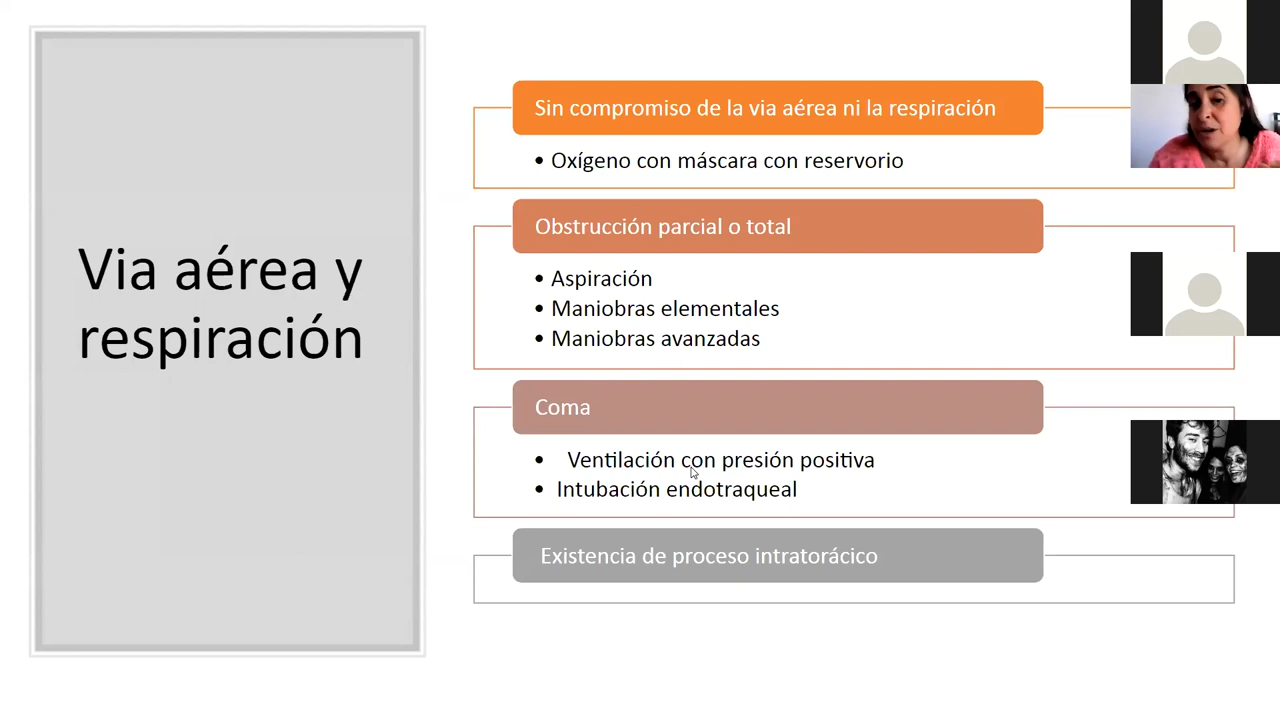 Via aérea y
respiración
Sin compromiso de la via aérea ni la respiración
• Oxígeno con máscara con reservorio
Obstrucción parcial o total
• Aspiración
• Maniobras elementales
• Maniobras avanzadas
Coma
• Ventilación con presión positiva
• Intubación endotraqueal
Existencia de proceso intratorácico